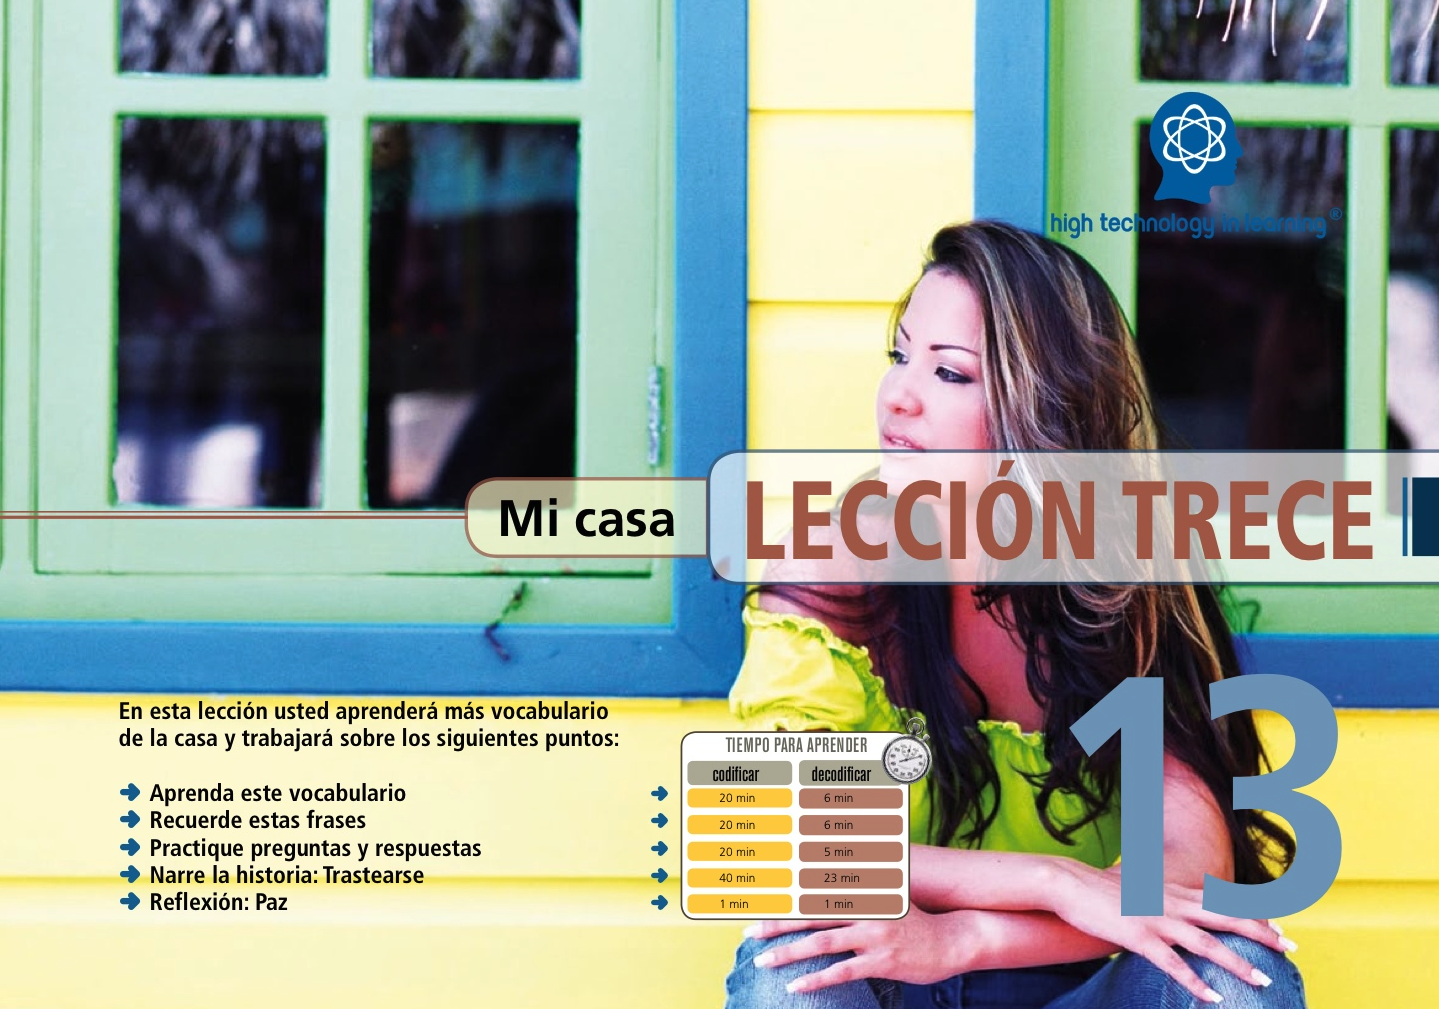 high technology in learning®
Mi casa
LECCIÓN TRECE
13
En esta lección usted aprenderá más vocabulario
de la casa y trabajará sobre los siguientes puntos:
Aprenda este vocabulario
Recuerde estas frases
Practique preguntas y respuestas
Narre la historia: Trastearse
Reflexión: Paz
TIEMPO PARA APRENDER
codificar decodificar
20 min 6 min
20 min 6 min
20 min 5 min
40 min 23 min
1 min 1 min